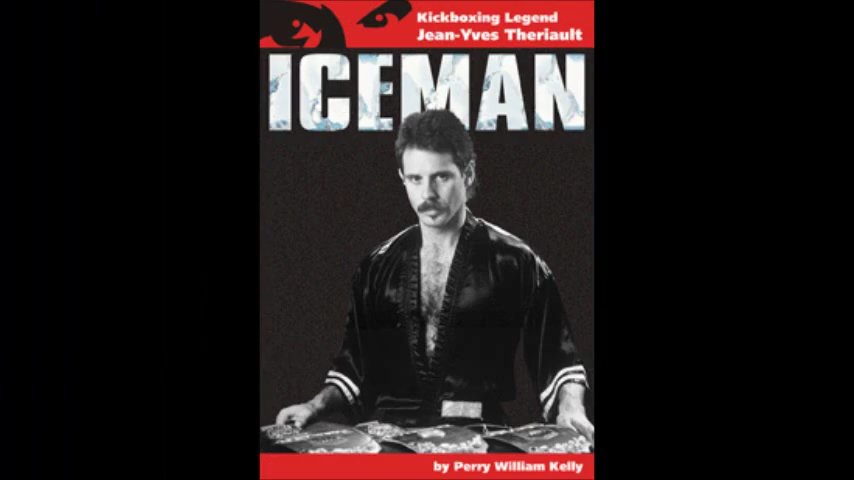 Kickboxing Legend
Jean-Yves Theriault
ICEMAN
by Perry William Kelly